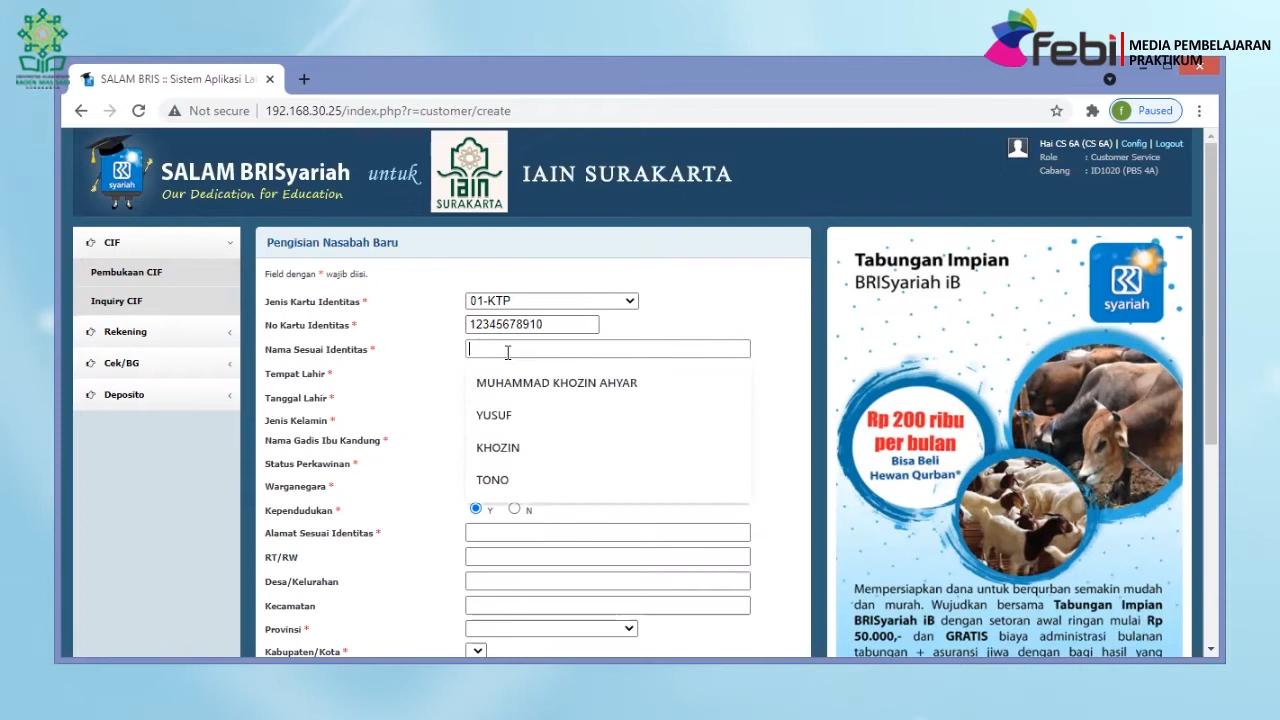 febi
MEDIA PEMBELAJARAN
PRAKTIKUM
SALAM BRIS :: Sistem Aplikasi La
Not secure
192.168.30.25/index.php?r=customer/create
f
Paused
syariah
SALAM BRISyariah
Our Dedication for Education
untuk
iain
SURAKARTA
IAIN SURAKARTA
Hai CS 6A (CS 6A) | Config | Logout
Role : Customer Service
Cabang : ID1020 (PBS 4A)
CIF
Pembukaan CIF
Inquiry CIF
Rekening
Cek/BG
Deposito
Pengisian Nasabah Baru
Field dengan * wajib diisi.
Jenis Kartu Identitas * 01-KTP
No Kartu Identitas * 12345678910
Nama Sesuai Identitas *
Tempat Lahir *
MUHAMMAD KHOZIN AHYAR
Tanggal Lahir *
YUSUF
Jenis Kelamin *
Nama Gadis Ibu Kandung *
KHOZIN
Status Perkawinan *
TONO
Warganegara *
Kependudukan * Y N
Alamat Sesuai Identitas *
RT/RW
Desa/Kelurahan
Kecamatan
Provinsi *
Kabupaten/Kota *
Tabungan Impian
BRISyariah iB
syariah
Rp 200 ribu
per bulan
Bisa Beli
Hewan Qurban*
Mempersiapkan dana untuk berqurban semakin mudah
dan murah. Wujudkan bersama Tabungan Impian
BRISyariah iB dengan setoran awal ringan mulai Rp
50.000,- dan GRATIS biaya administrasi bulanan
tabungan + asuransi jiwa dengan bagi hasil yang